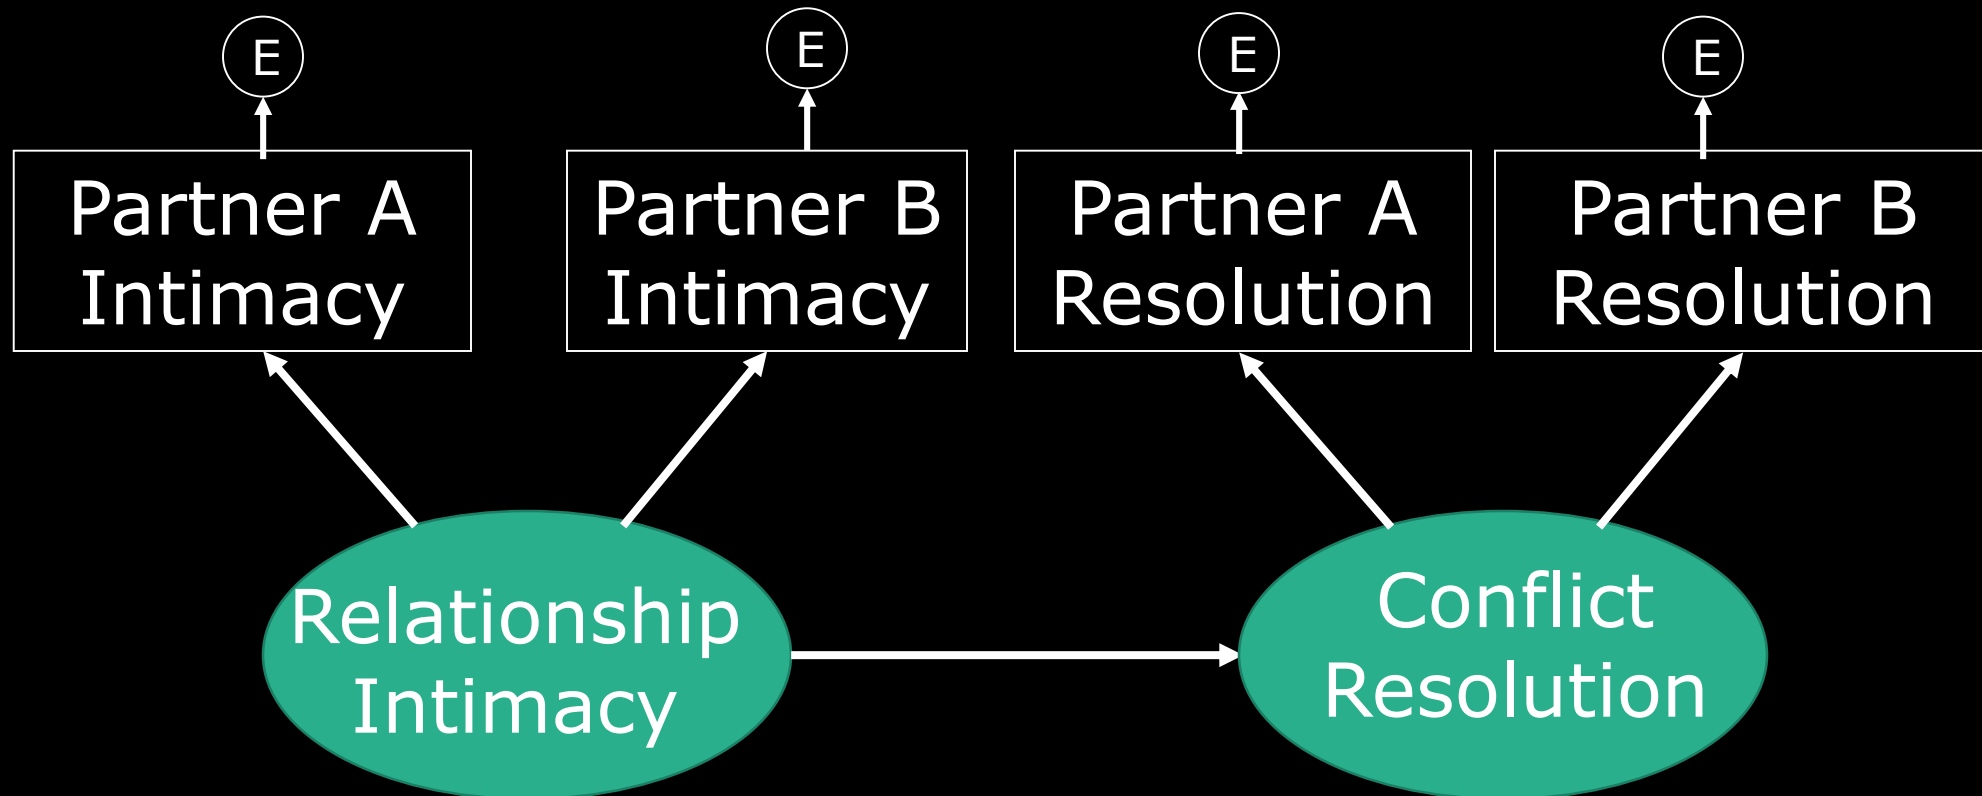 E
E
E
E
Partner A
Intimacy
Partner B
Intimacy
Partner A
Resolution
Partner B
Resolution
Relationship
Intimacy
Conflict
Resolution